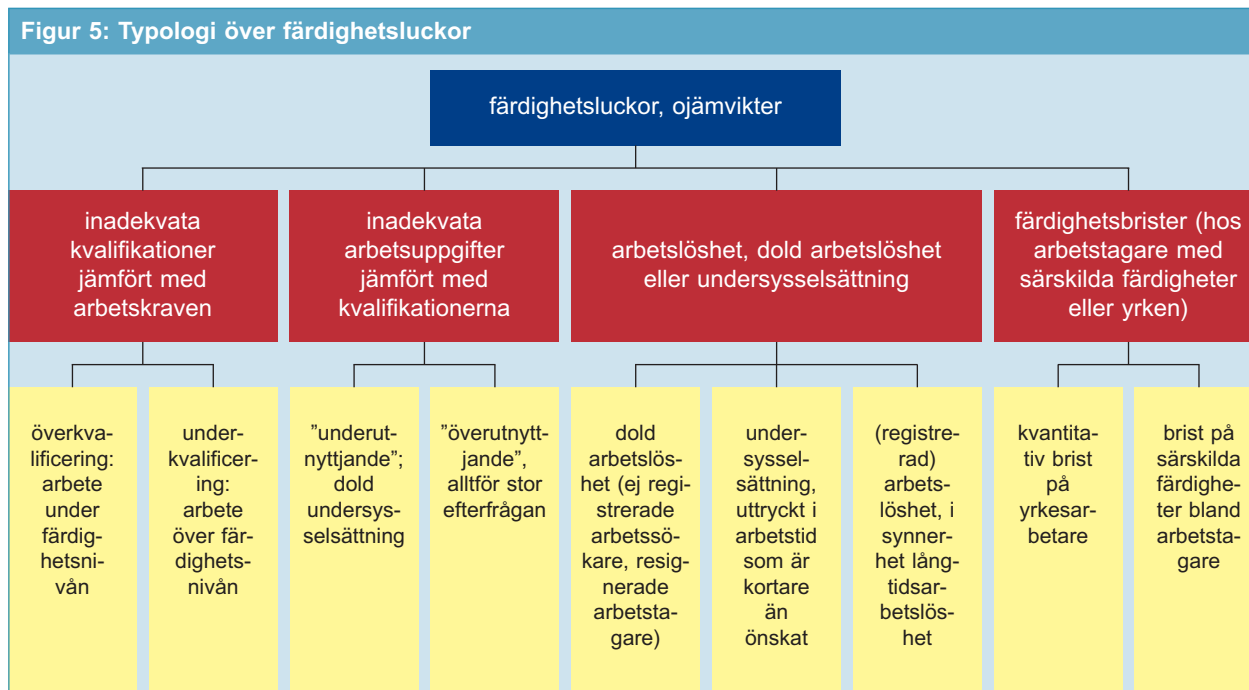 Figur 5: Typologi över färdighetsluckor
färdighetsluckor, ojämvikter
inadekvata
kvalifikationer
jämfört med
arbetskraven
inadekvata
arbetsuppgifter
jämfört med
kvalifikationerna
arbetslöshet, dold arbetslöshet
eller undersysselsättning
färdighetsbrister (hos
arbetstagare med
särskilda färdigheter
eller yrken)
överkva-
lificering:
arbete
under
färdig-
hetsni-
vån
under-
kvalificer-
ing:
arbete
över fär-
dighets-
nivån
”underut-
nyttjande”;
dold
undersys-
selsättning
”överutnytt-
jande”,
alltför stor
efterfrågan
dold
arbetslös-
het (ej regi-
strerade
arbetssö-
kare, resig-
nerade
arbetsta-
gare)
under-
syssel-
sättning,
uttryckt i
arbetstid
som är
kortare
än
önskat
(registre-
rad)
arbets-
löshet, i
synner-
het lång-
tidsar-
betslös-
het
kvantita-
tiv brist
på
yrkesar-
betare
brist på
särskilda
färdighe-
ter bland
arbetsta-
gare